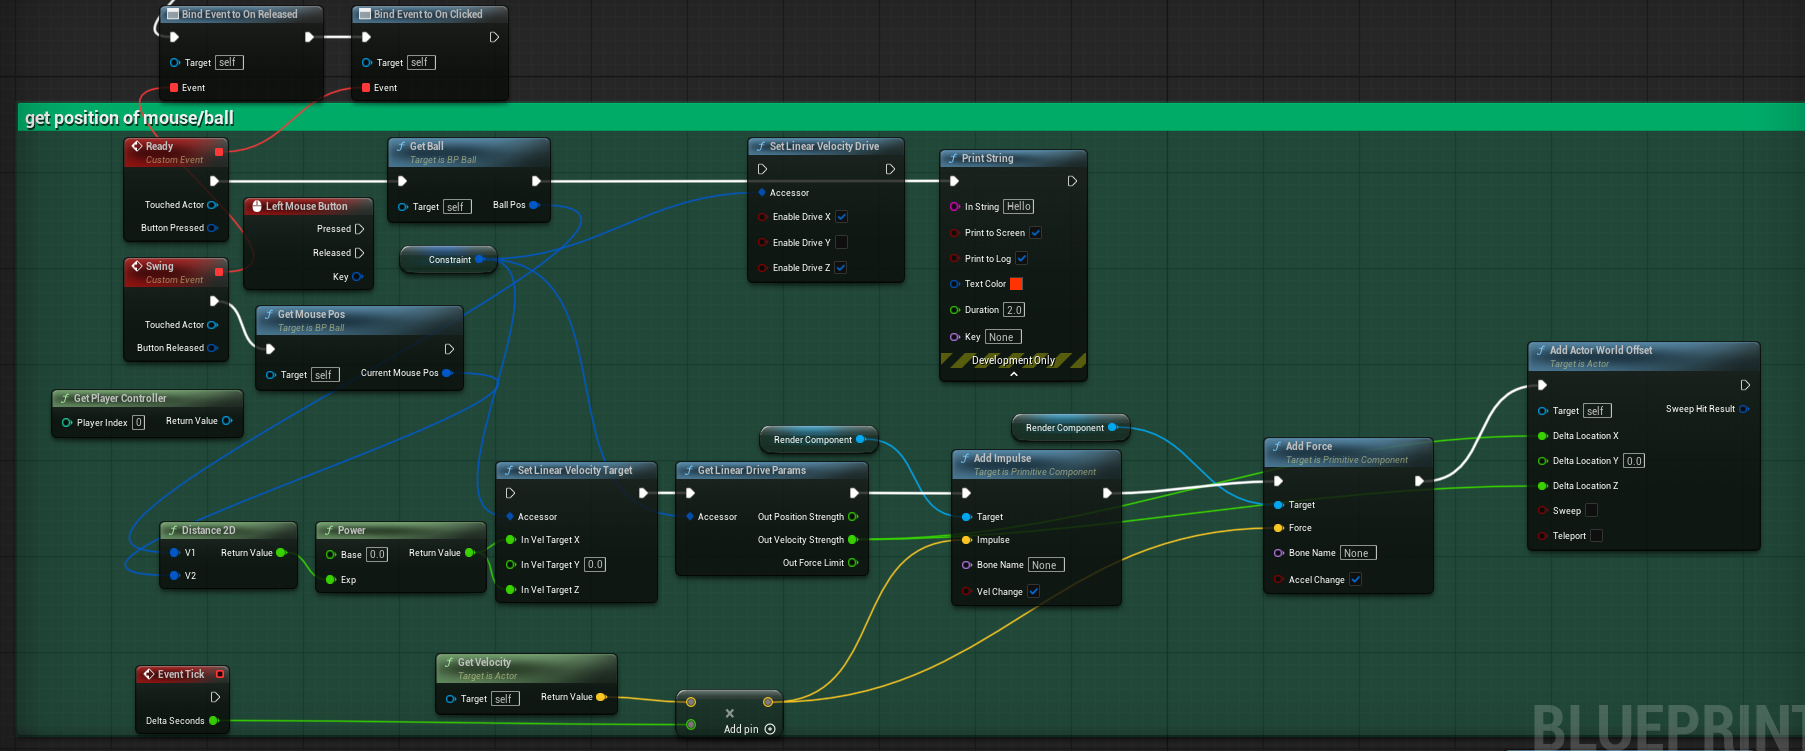 Bind Event to On Released
Target self
Event
Bind Event to On Clicked
Target self
Event
get position of mouse/ball
Ready
Custom Event
Touched Actor
Button Pressed
Left Mouse Button
Pressed
Released
Key
Get Ball
Target is BP Ball
Target self
Ball Pos
Constraint
Set Linear Velocity Drive
Accessor
Enable Drive X
Enable Drive Y
Enable Drive Z
Print String
In String Hello
Print to Screen
Print to Log
Text Color
Duration 2.0
Key None
Development Only
Swing
Custom Event
Touched Actor
Button Released
Get Mouse Pos
Target is BP Ball
Target self
Current Mouse Pos
Get Player Controller
Player Index 0
Return Value
Render Component
Render Component
Add Actor World Offset
Target is Actor
Target self
Sweep Hit Result
Delta Location X
Delta Location Y 0.0
Delta Location Z
Sweep
Teleport
Distance 2D
V1
Return Value
V2
Power
Base 0.0
Return Value
Exp
Set Linear Velocity Target
Accessor
In Vel Target X
In Vel Target Y 0.0
In Vel Target Z
Get Linear Drive Params
Accessor
Out Position Strength
Out Velocity Strength
Out Force Limit
Add Impulse
Target is Primitive Component
Target
Impulse
Bone Name None
Vel Change
Add Force
Target is Primitive Component
Target
Force
Bone Name None
Accel Change
Event Tick
Delta Seconds
Get Velocity
Target is Actor
Target self
Return Value
×
Add pin
BLUEPRINT